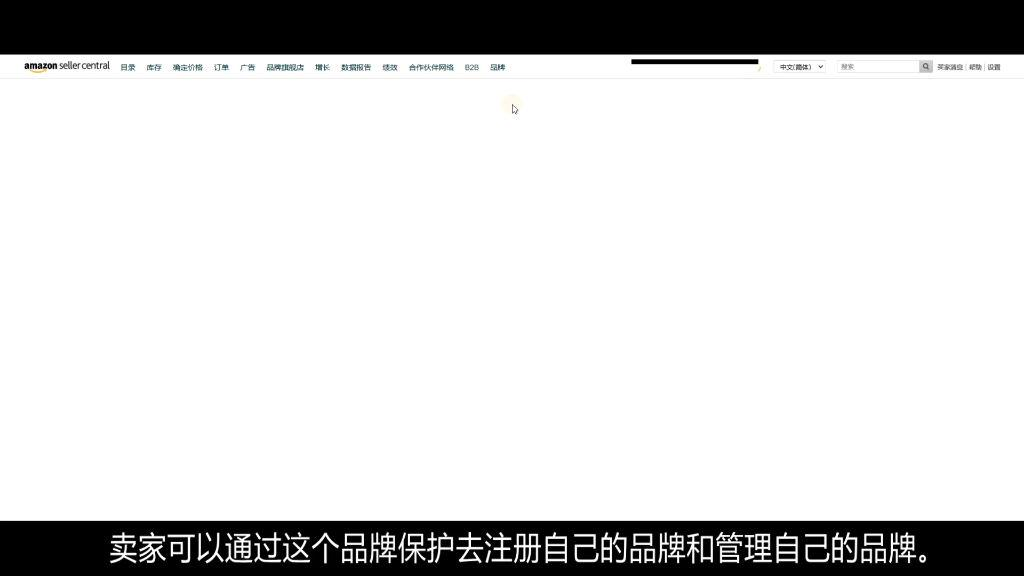 amazon seller central 目录 库存 确定价格 订单 广告 品牌旗舰店 增长 数据报告 绩效 合作伙伴网络 B2B 品牌 中文(简体) 搜索 买家消息 | 帮助 | 设置
卖家可以通过这个品牌保护去注册自己的品牌和管理自己的品牌。